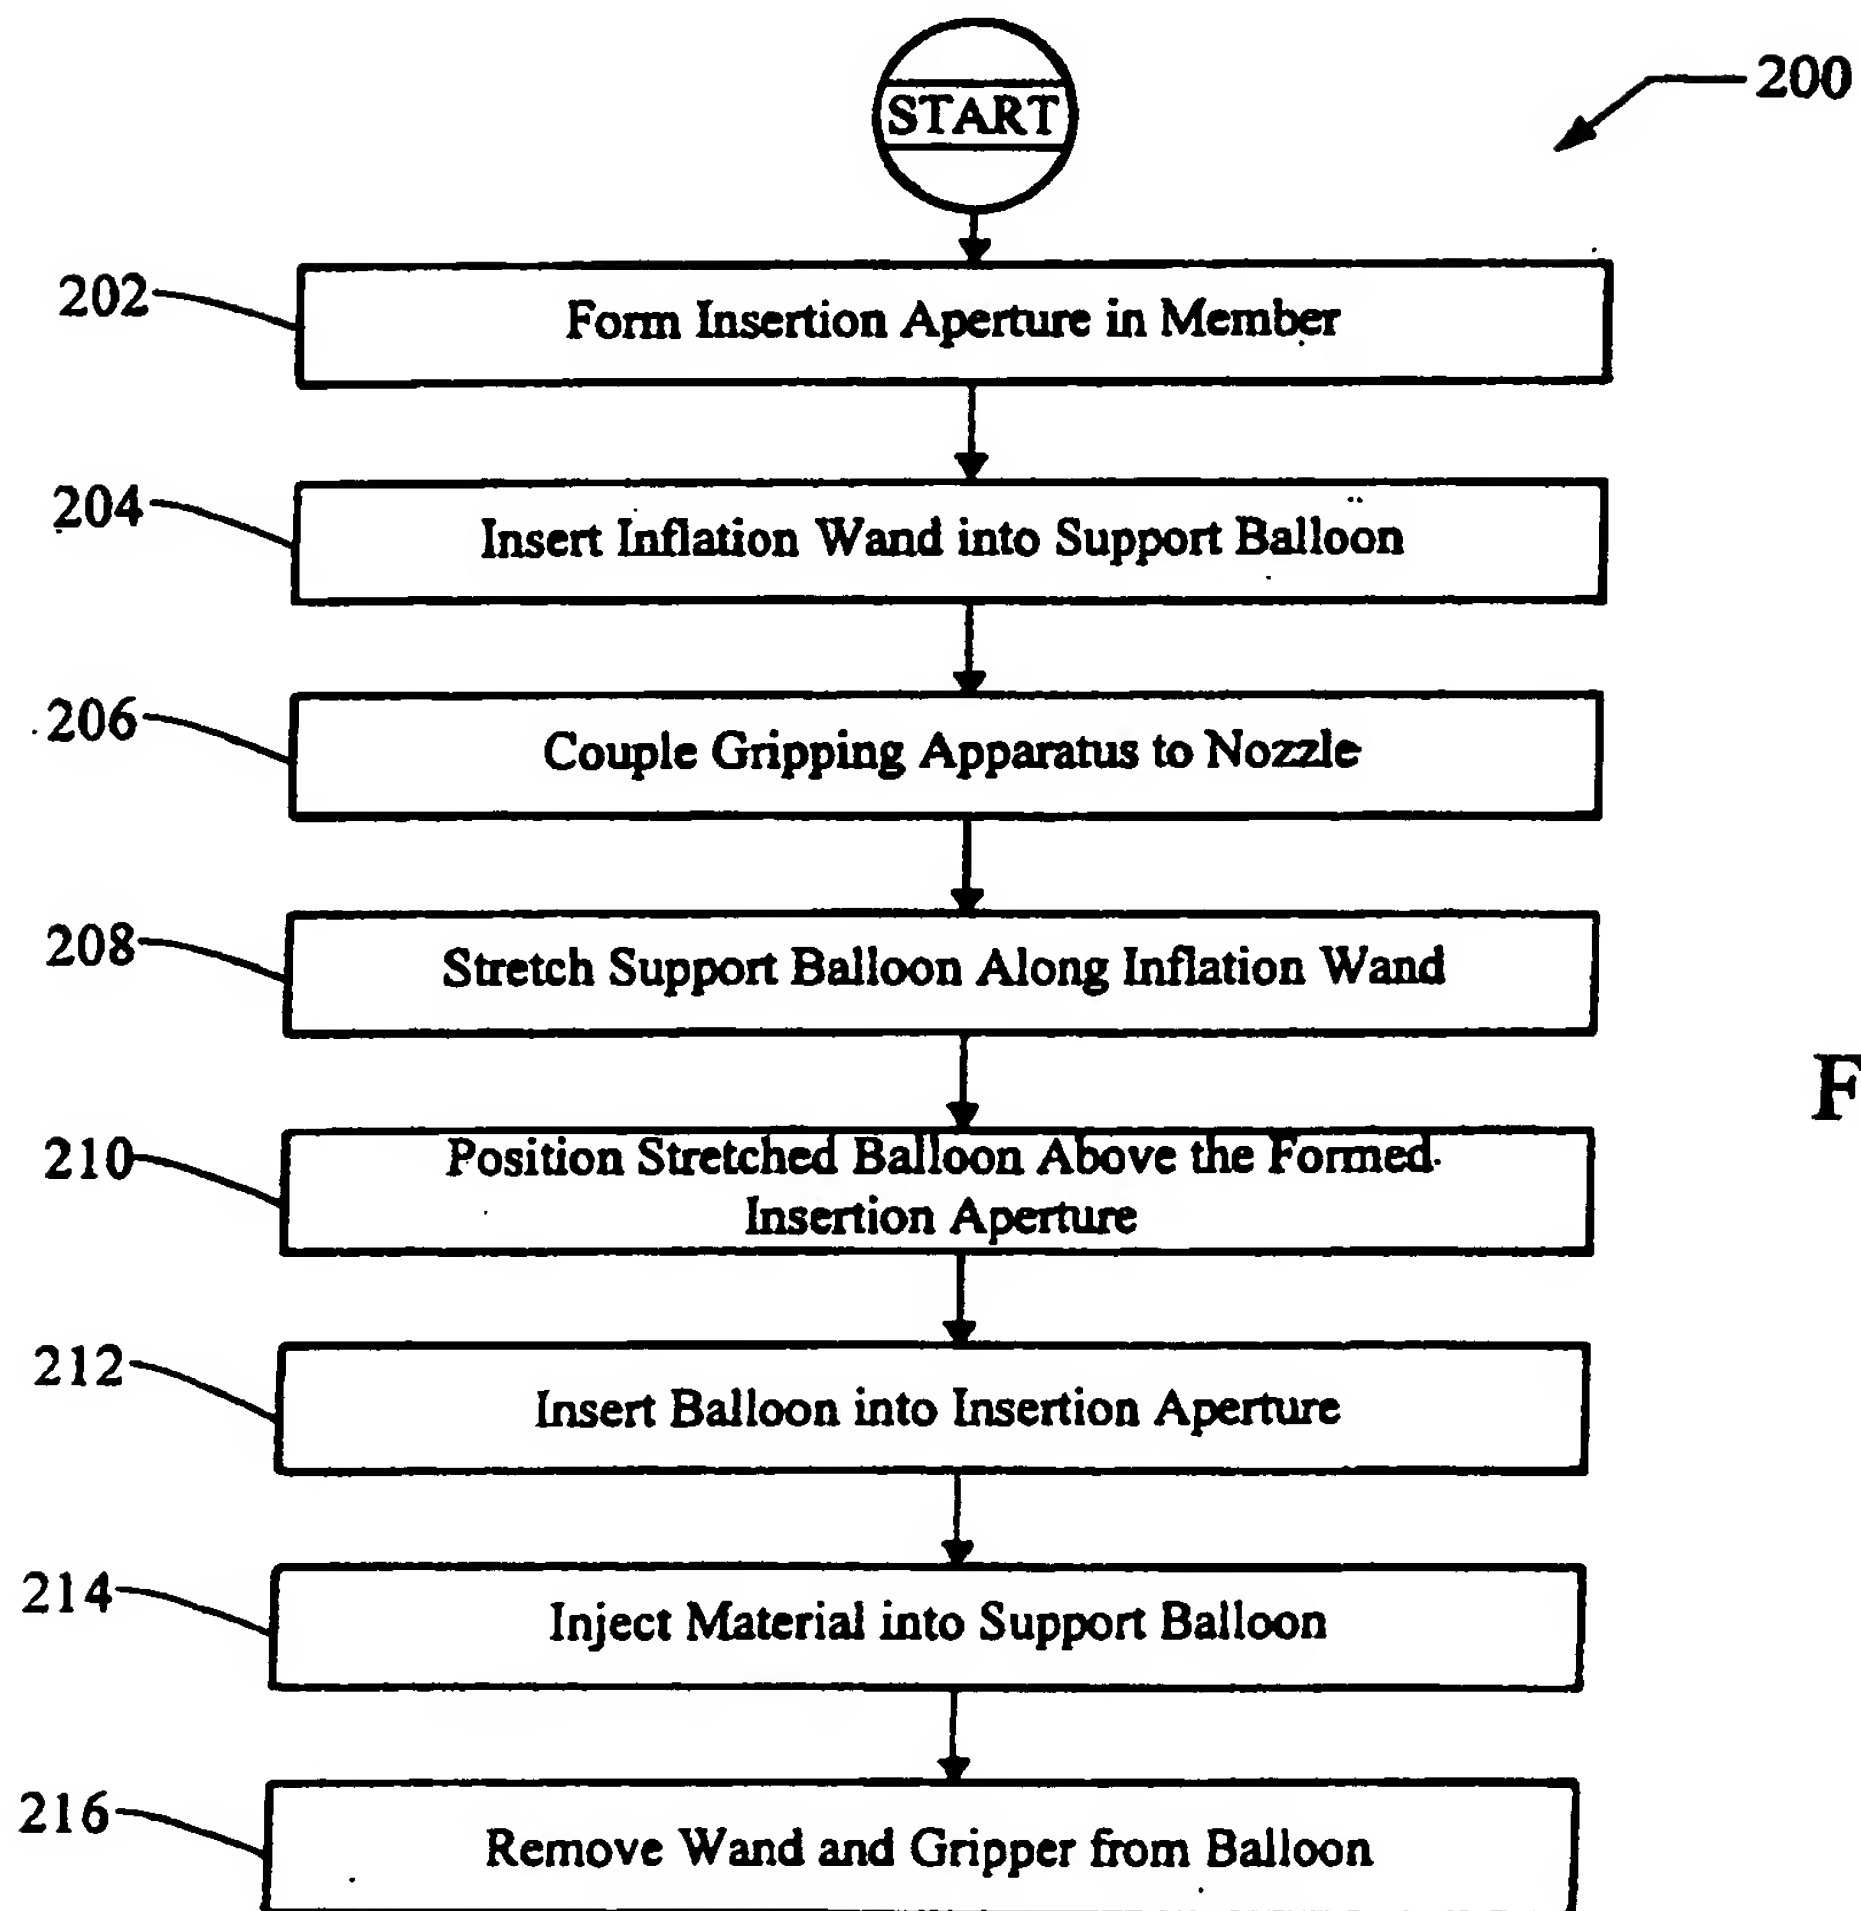 START
200
202
Form Insertion Aperture in Member
204
Insert Inflation Wand into Support Balloon
206
Couple Gripping Apparatus to Nozzle
208
Stretch Support Balloon Along Inflation Wand
F
210
Position Stretched Balloon Above the Formed
Insertion Aperture
212
Insert Balloon into Insertion Aperture
214
Inject Material into Support Balloon
216
Remove Wand and Gripper from Balloon